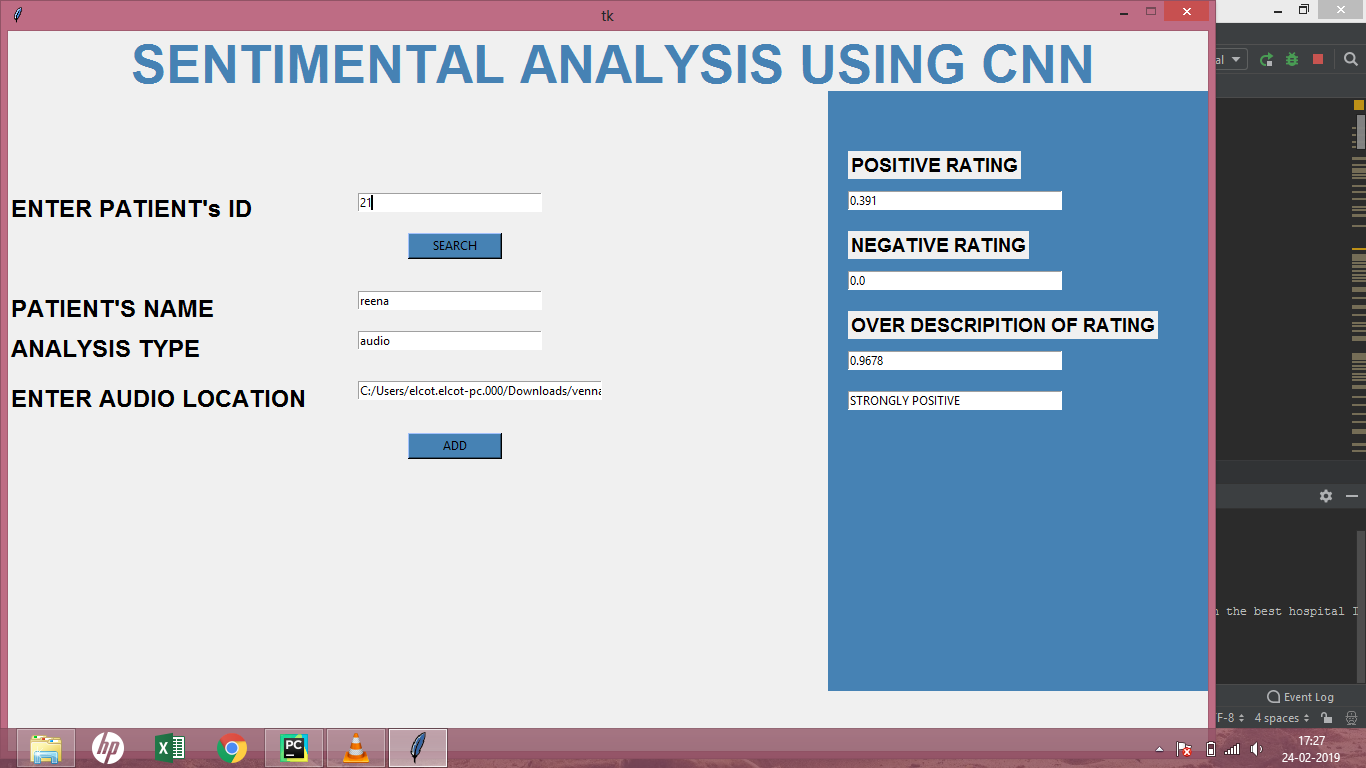 tk
SENTIMENTAL ANALYSIS USING CNN
ENTER PATIENT's ID
21
SEARCH
PATIENT'S NAME
reena
ANALYSIS TYPE
audio
ENTER AUDIO LOCATION
C:/Users/elcot.elcot-pc.000/Downloads/venna
ADD
POSITIVE RATING
0.391
NEGATIVE RATING
0.0
OVER DESCRIPITION OF RATING
0.9678
STRONGLY POSITIVE
al
the best hospital I
Event Log
F-8
4 spaces
hp
PC
17:27
24-02-2019